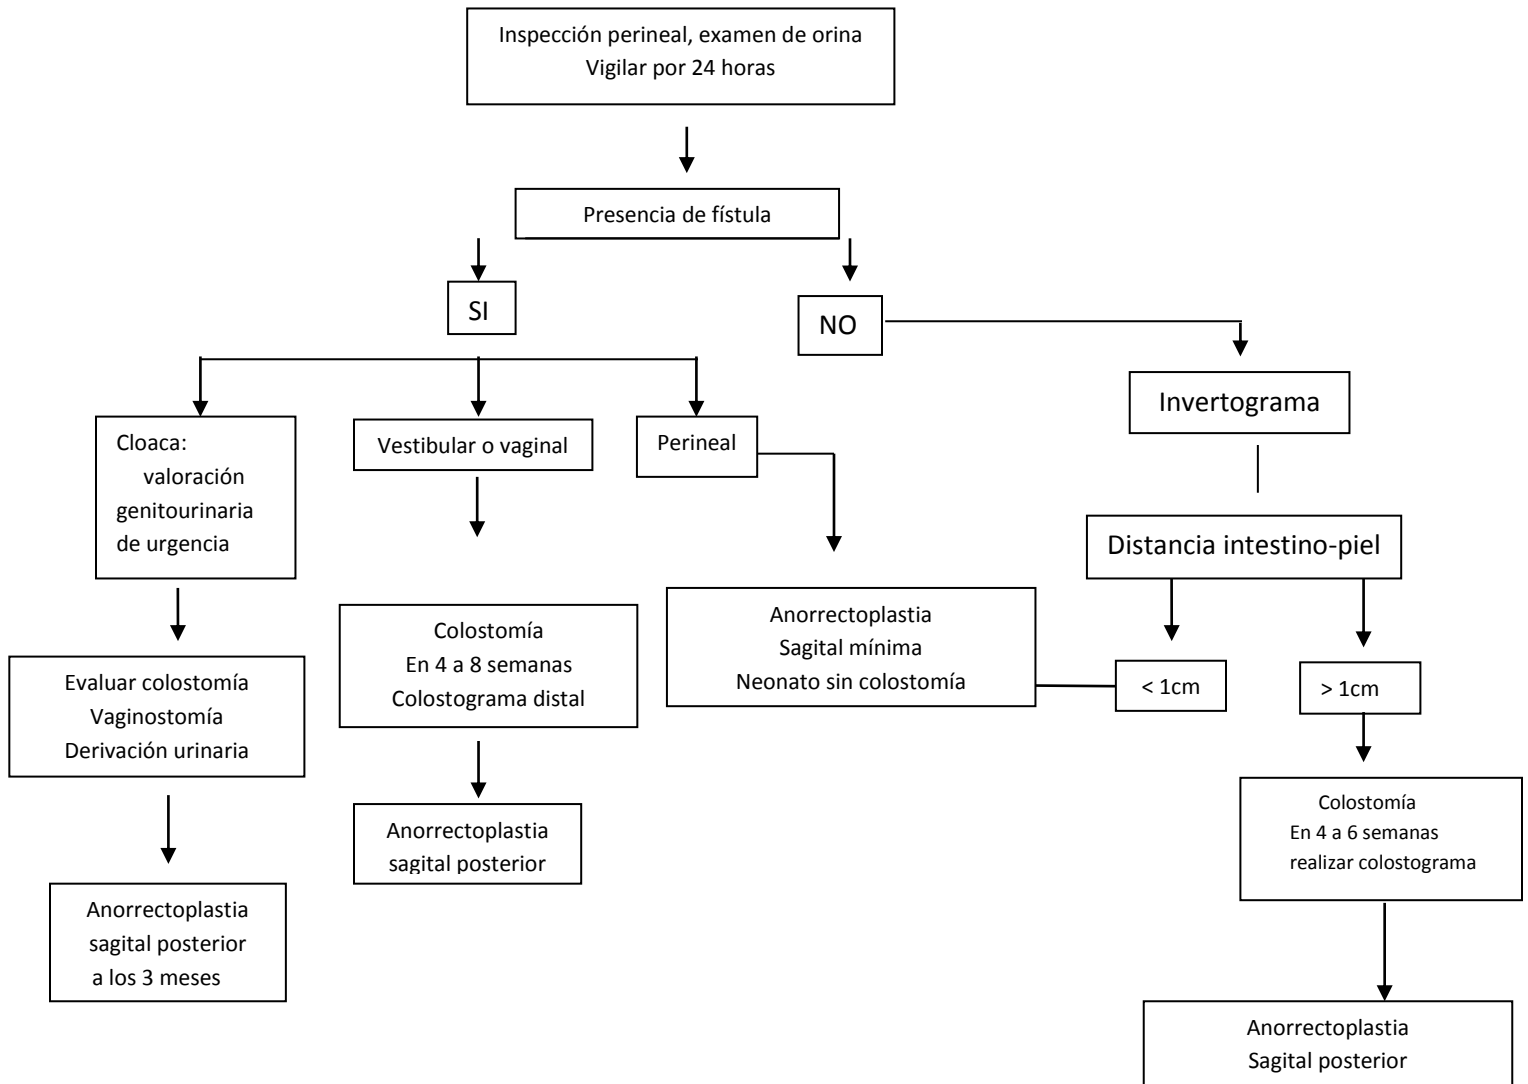 Inspección perineal, examen de orina
Vigilar por 24 horas
Presencia de fístula
SI
NO
Invertograma
Cloaca:
valoración
genitourinaria
de urgencia
Vestibular o vaginal
Perineal
Distancia intestino-piel
Evaluar colostomía
Vaginostomía
Derivación urinaria
Colostomía
En 4 a 8 semanas
Colostograma distal
Anorrectoplastia
Sagital mínima
Neonato sin colostomía
< 1cm
> 1cm
Anorrectoplastia
sagital posterior
a los 3 meses
Anorrectoplastia
sagital posterior
Colostomía
En 4 a 6 semanas
realizar colostograma
Anorrectoplastia
Sagital posterior